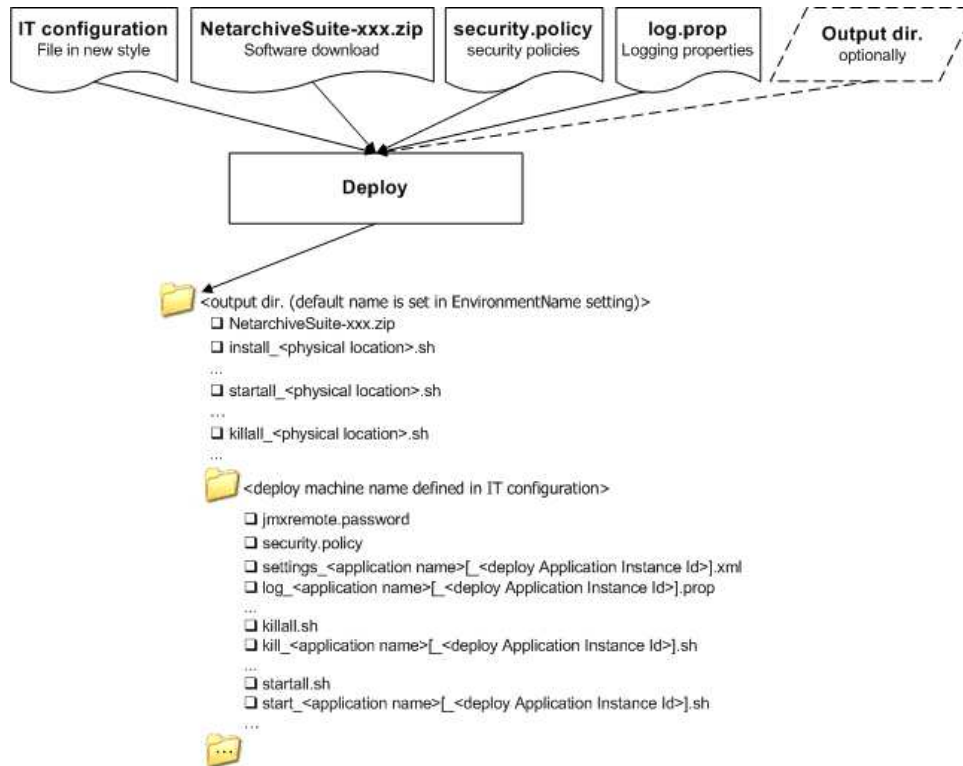 IT configuration
File in new style
NetarchiveSuite-xxx.zip
Software download
security.policy
security policies
log.prop
Logging properties
Output dir.
optionally
Deploy
<output dir. (default name is set in EnvironmentName setting)>
NetarchiveSuite-xxx.zip
install_<physical location>.sh
...
startall_<physical location>.sh
...
killall_<physical location>.sh
...
<deploy machine name defined in IT configuration>
jmxremote.password
security.policy
settings_<application name>[_<deploy Application Instance Id>].xml
log_<application name>[_<deploy Application Instance Id>].prop
...
killall.sh
kill_<application name>[_<deploy Application Instance Id>].sh
...
startall.sh
start_<application name>[_<deploy Application Instance Id>].sh
...
...